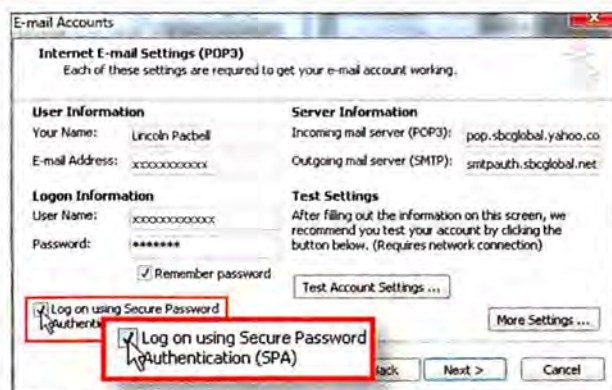 E-mail Accounts
Internet E-mail Settings (POP3)
Each of these settings are required to get your e-mail account working.
User Information
Your Name: Lincoln Pacbell
E-mail Address: xxxxxxxxxx
Logon Information
User Name: xxxxxxxxxxx
Password: *******
Remember password
Log on using Secure Password
Log on using Secure Password
Authentication (SPA)
Server Information
Incoming mail server (POP3): pop.sbcglobal.yahoo.co
Outgoing mail server (SMTP): smtpauth.sbcglobal.net
Test Settings
After filling out the information on this screen, we
recommend you test your account by clicking the
button below. (Requires network connection)
Test Account Settings ...
More Settings ...
Next >
Cancel